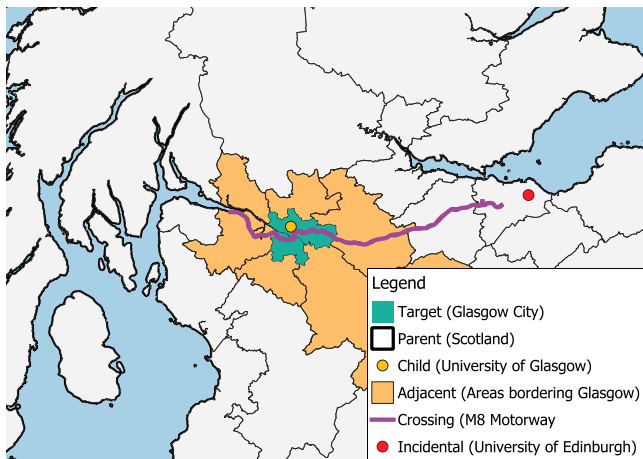 Legend
Target (Glasgow City)
Parent (Scotland)
Child (University of Glasgow)
Adjacent (Areas bordering Glasgow)
Crossing (M8 Motorway
Incidental (University of Edinburgh)